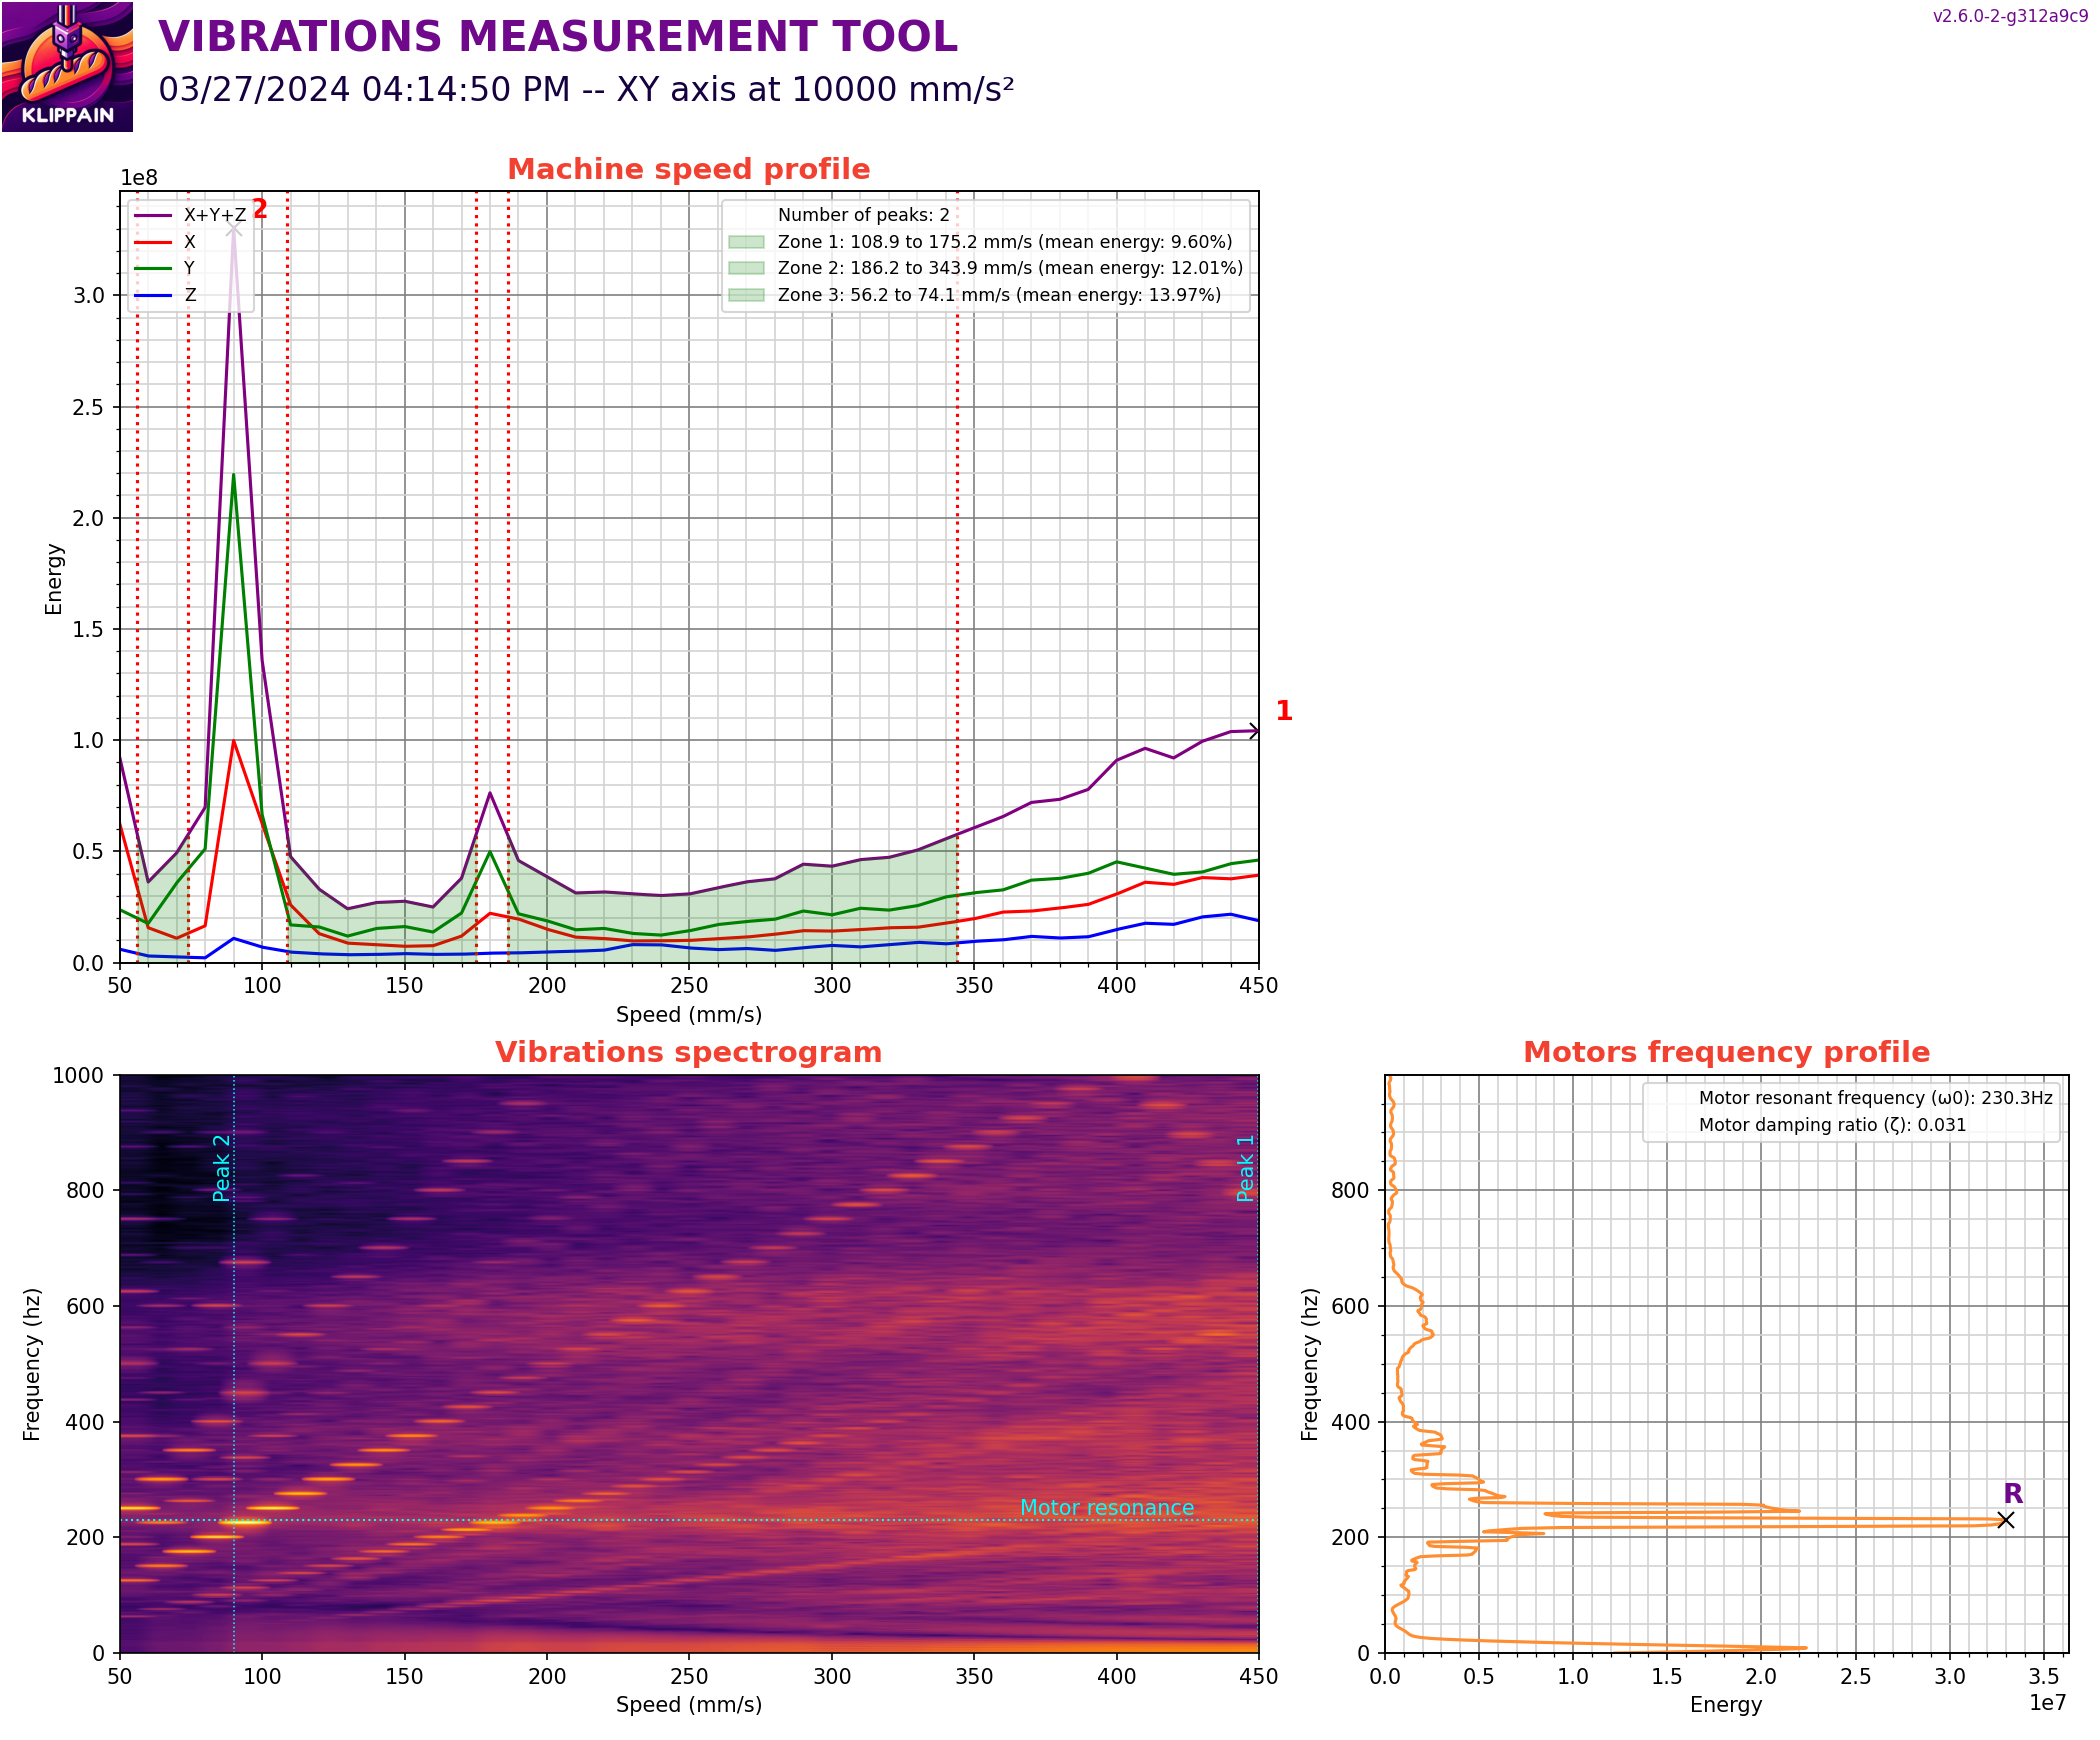 KLIPPAIN
VIBRATIONS MEASUREMENT TOOL
03/27/2024 04:14:50 PM -- XY axis at 10000 mm/s²
v2.6.0-2-g312a9c9
Machine speed profile
1e8
X+Y+Z
X
Y
Z
2
Number of peaks: 2
Zone 1: 108.9 to 175.2 mm/s (mean energy: 9.60%)
Zone 2: 186.2 to 343.9 mm/s (mean energy: 12.01%)
Zone 3: 56.2 to 74.1 mm/s (mean energy: 13.97%)
3.0
2.5
2.0
1.5
1.0
0.5
0.0
Energy
1
50 100 150 200 250 300 350 400 450
Speed (mm/s)
Vibrations spectrogram
1000
800
600
400
200
0
Frequency (hz)
Peak 2
Peak 1
Motor resonance
50 100 150 200 250 300 350 400 450
Speed (mm/s)
Motors frequency profile
Motor resonant frequency (ω0): 230.3Hz
Motor damping ratio (ζ): 0.031
800
600
400
200
0
Frequency (hz)
R
0.0 0.5 1.0 1.5 2.0 2.5 3.0 3.5
1e7
Energy